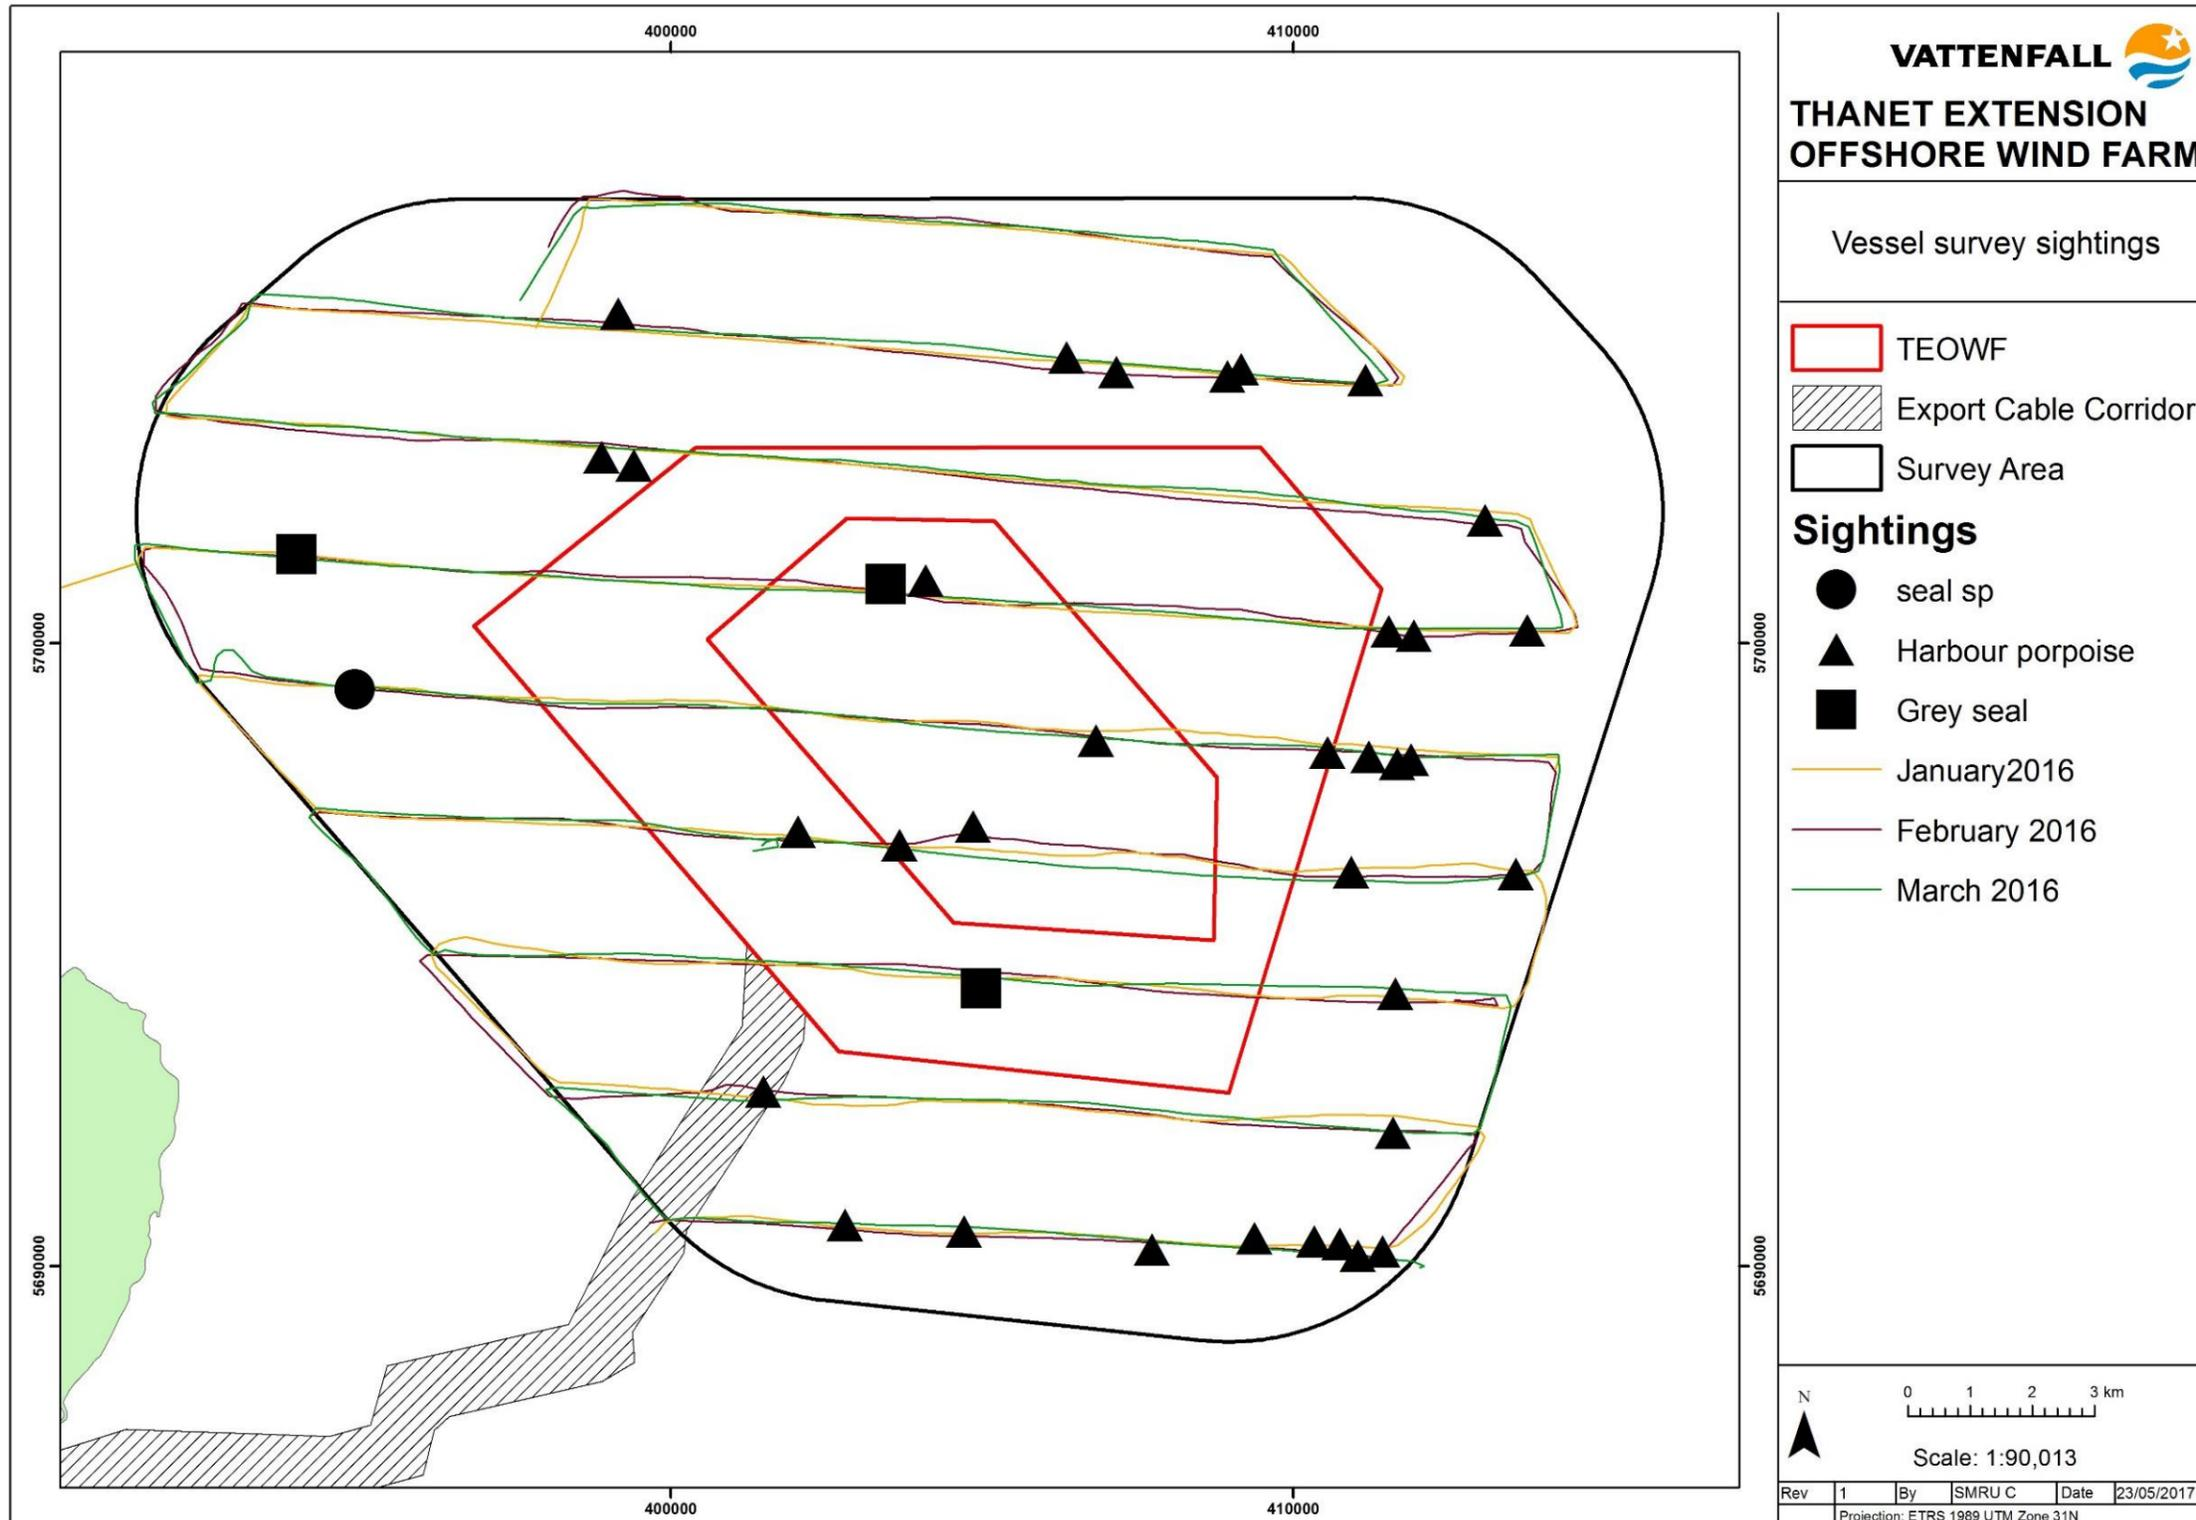 400000
410000
5700000
5690000
5700000
5690000
400000
410000
VATTENFALL
THANET EXTENSION
OFFSHORE WIND FARM
Vessel survey sightings
TEOWF
Export Cable Corridor
Survey Area
Sightings
seal sp
Harbour porpoise
Grey seal
January2016
February 2016
March 2016
N
0 1 2 3 km
Scale: 1:90,013
Rev 1 By SMRU C Date 23/05/2017
Projection: ETRS 1989 UTM Zone 31N